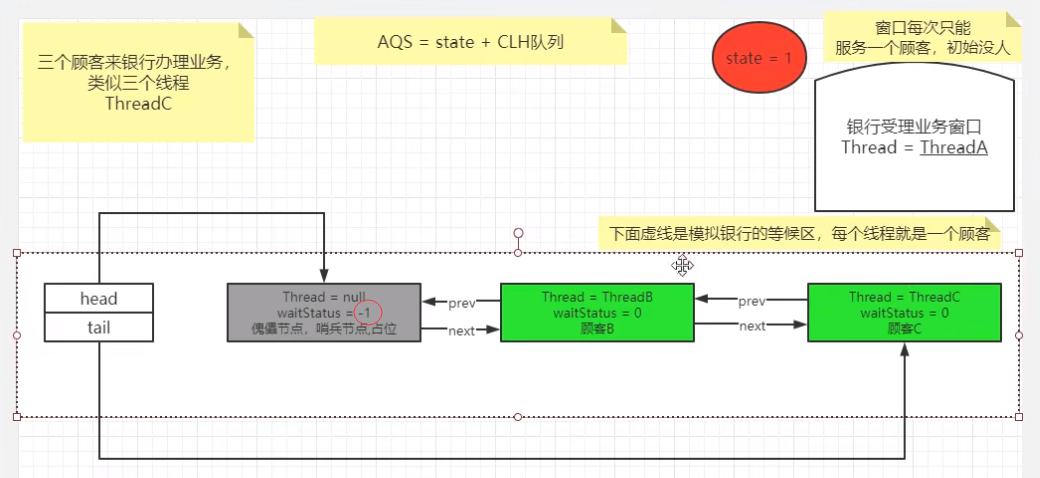 三个顾客来银行办理业务，
类似三个线程
ThreadC
AQS = state + CLH队列
state = 1
窗口每次只能
服务一个顾客，初始没人
银行受理业务窗口
Thread = ThreadA
下面虚线是模拟银行的等候区，每个线程就是一个顾客
head
tail
Thread = null
waitStatus = -1
傀儡节点，哨兵节点,占位
prev
next
Thread = ThreadB
waitStatus = 0
顾客B
prev
next
Thread = ThreadC
waitStatus = 0
顾客C